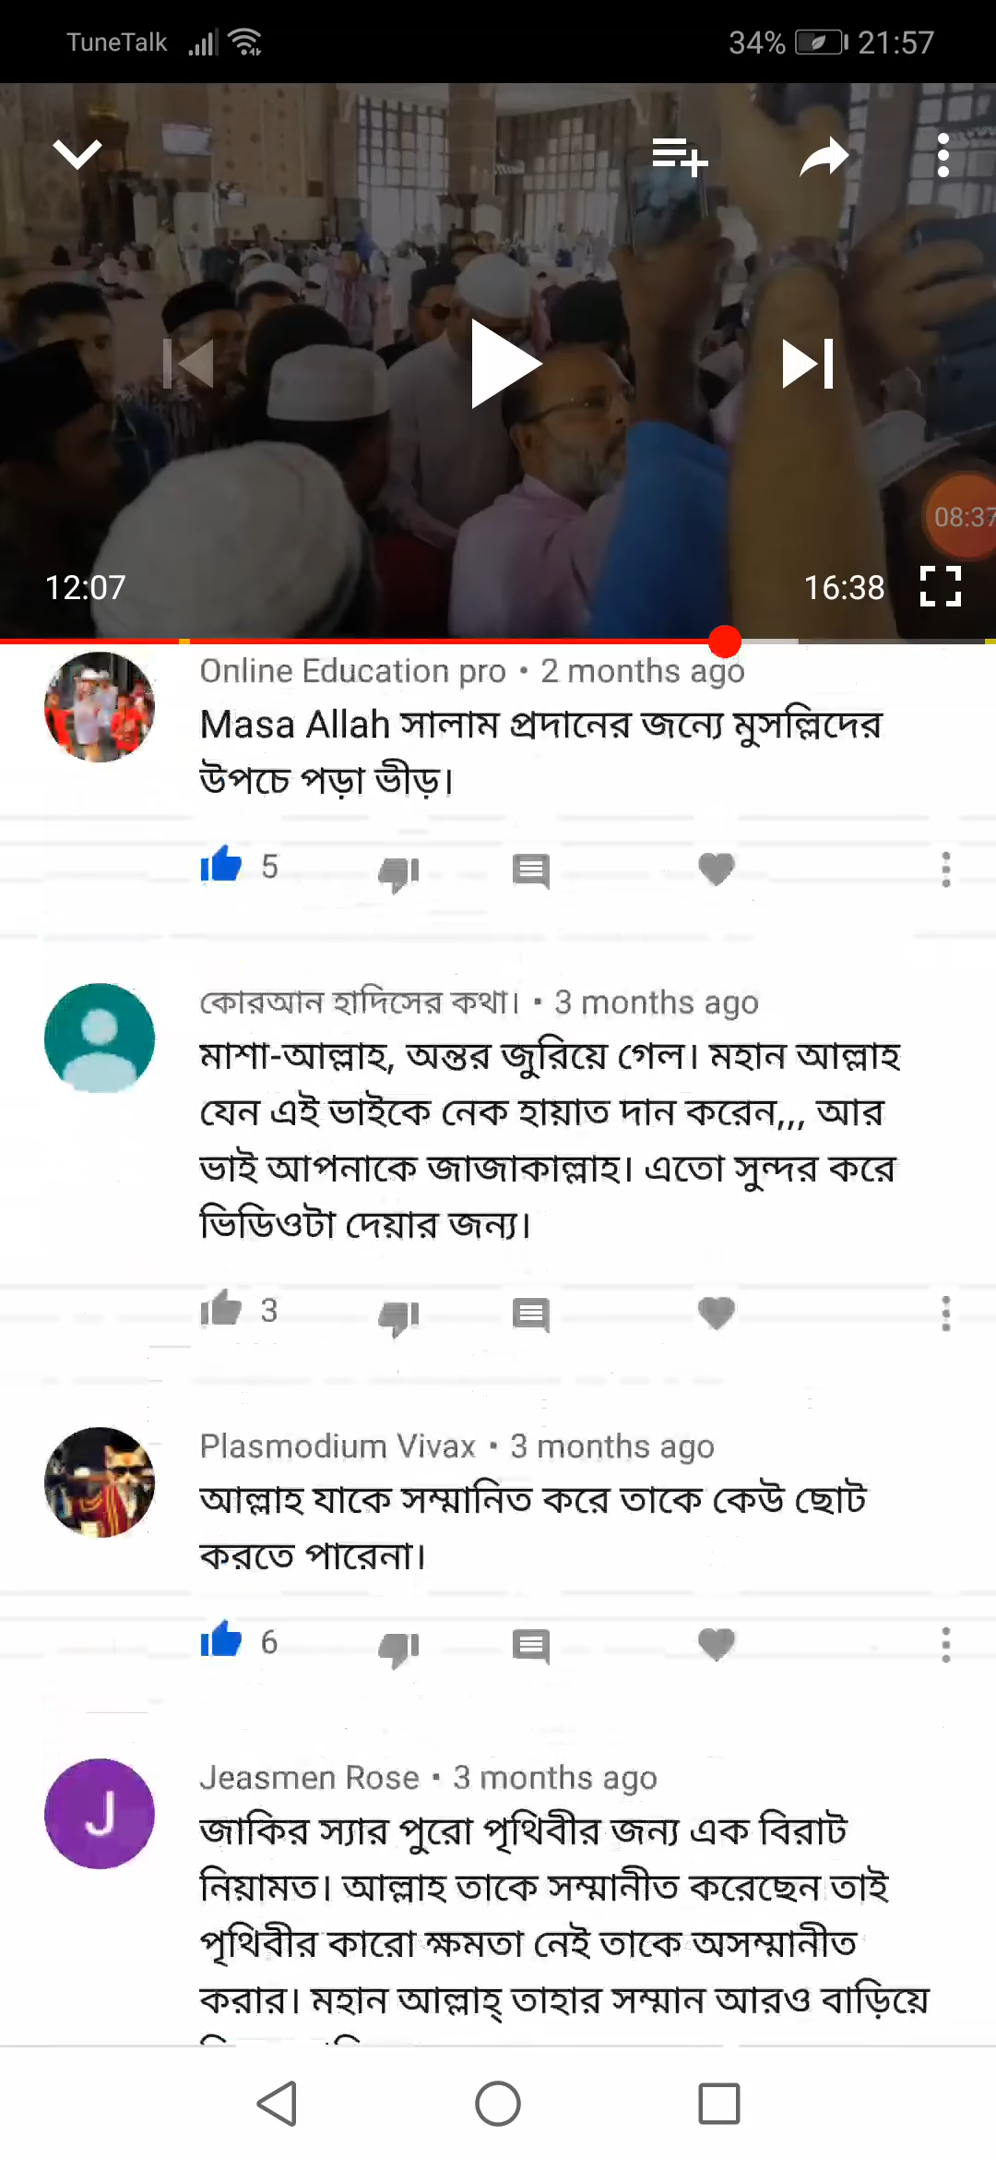 TuneTalk 34% 21:57
08:37
12:07 16:38
Online Education pro • 2 months ago
Masa Allah সালাম প্রদানের জন্যে মুসল্লিদের
উপচে পড়া ভীড়।
5
কোরআন হাদিসের কথা। • 3 months ago
মাশা-আল্লাহ, অন্তর জুরিয়ে গেল। মহান আল্লাহ
যেন এই ভাইকে নেক হায়াত দান করেন,,, আর
ভাই আপনাকে জাজাকাল্লাহ। এতো সুন্দর করে
ভিডিওটা দেয়ার জন্য।
3
Plasmodium Vivax • 3 months ago
আল্লাহ যাকে সম্মানিত করে তাকে কেউ ছোট
করতে পারেনা।
6
J
Jeasmen Rose • 3 months ago
জাকির স্যার পুরো পৃথিবীর জন্য এক বিরাট
নিয়ামত। আল্লাহ তাকে সম্মানীত করেছেন তাই
পৃথিবীর কারো ক্ষমতা নেই তাকে অসম্মানীত
করার। মহান আল্লাহ্ তাহার সম্মান আরও বাড়িয়ে